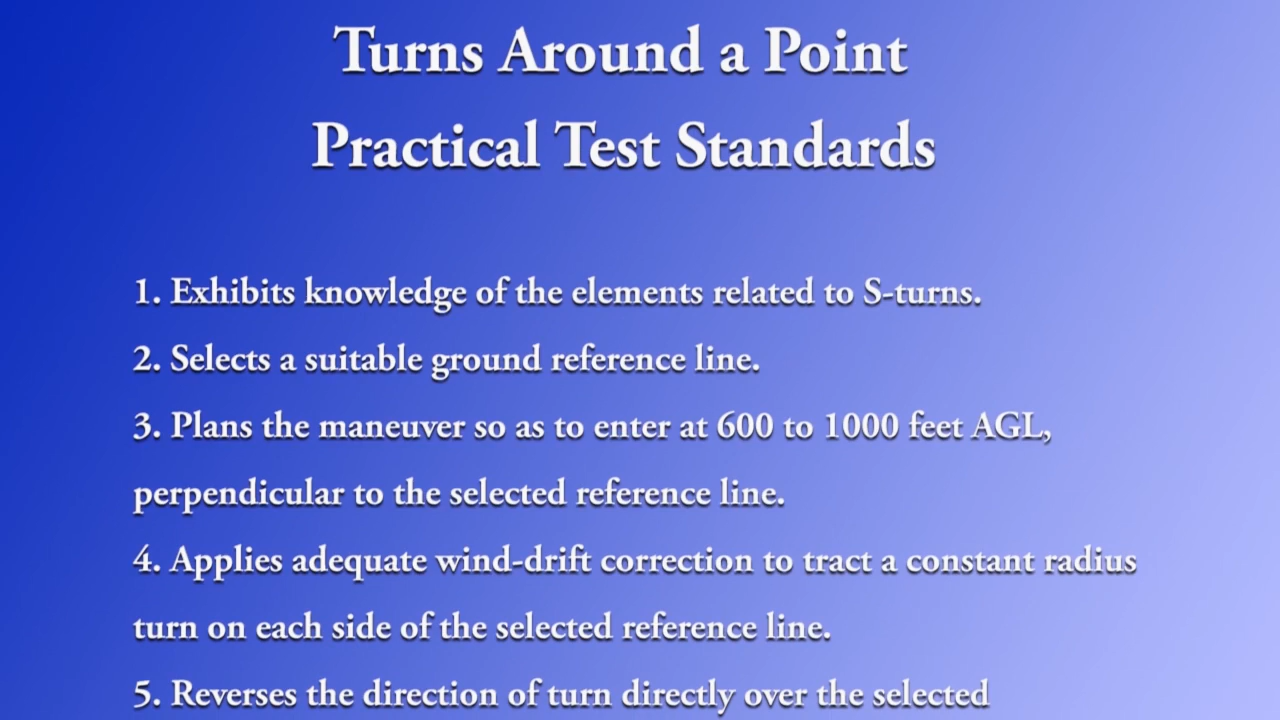 Turns Around a Point
Practical Test Standards
1. Exhibits knowledge of the elements related to S-turns.
2. Selects a suitable ground reference line.
3. Plans the maneuver so as to enter at 600 to 1000 feet AGL,
perpendicular to the selected reference line.
4. Applies adequate wind-drift correction to tract a constant radius
turn on each side of the selected reference line.
5. Reverses the direction of turn directly over the selected